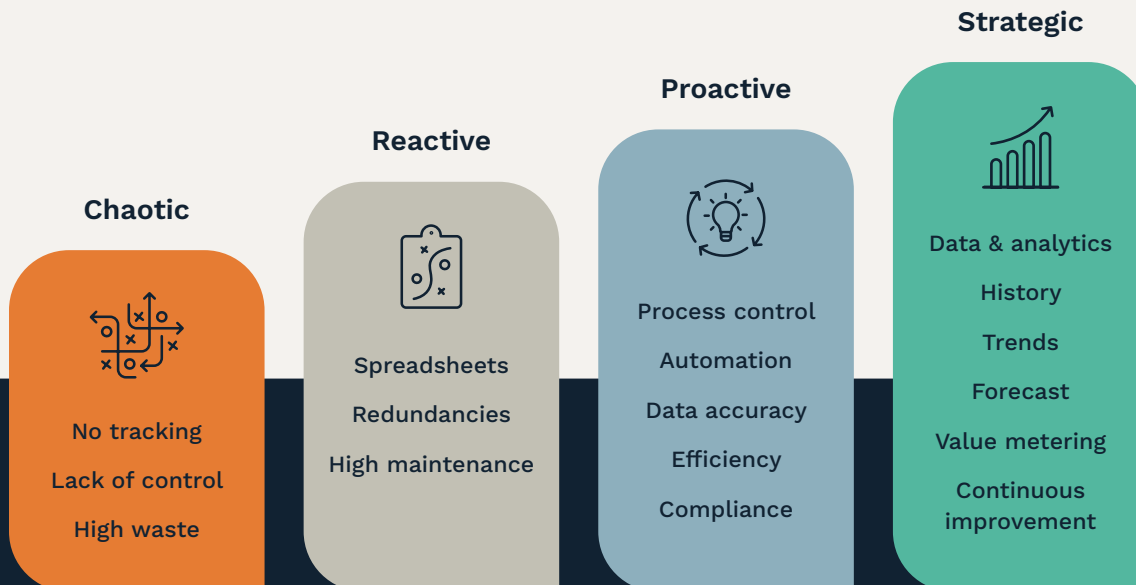 Chaotic
No tracking
Lack of control
High waste
Reactive
Spreadsheets
Redundancies
High maintenance
Proactive
Process control
Automation
Data accuracy
Efficiency
Compliance
Strategic
Data & analytics
History
Trends
Forecast
Value metering
Continuous
improvement